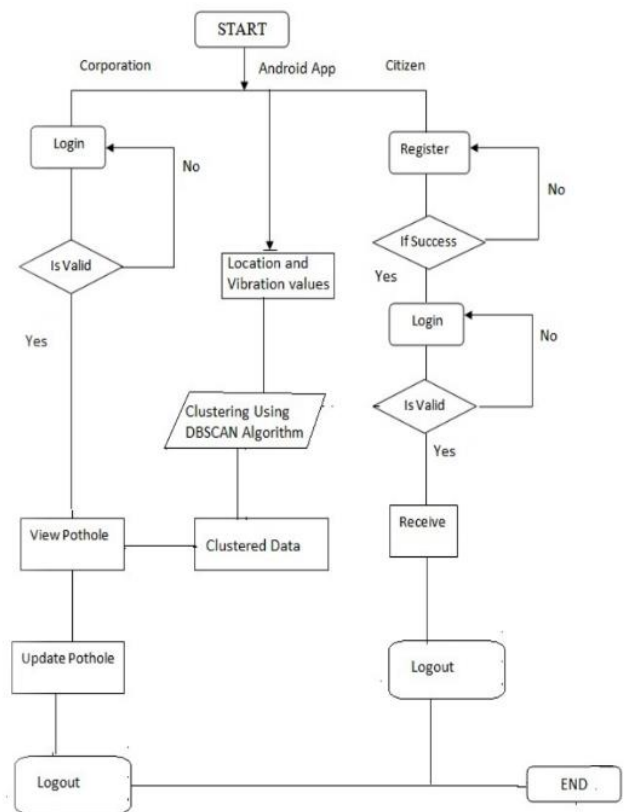 START
Corporation
Android App
Citizen
Login
No
Is Valid
Yes
Location and
Vibration values
Clustering Using
DBSCAN Algorithm
Clustered Data
View Pothole
Update Pothole
Logout
Register
No
If Success
Yes
Login
No
Is Valid
Yes
Receive
Logout
END